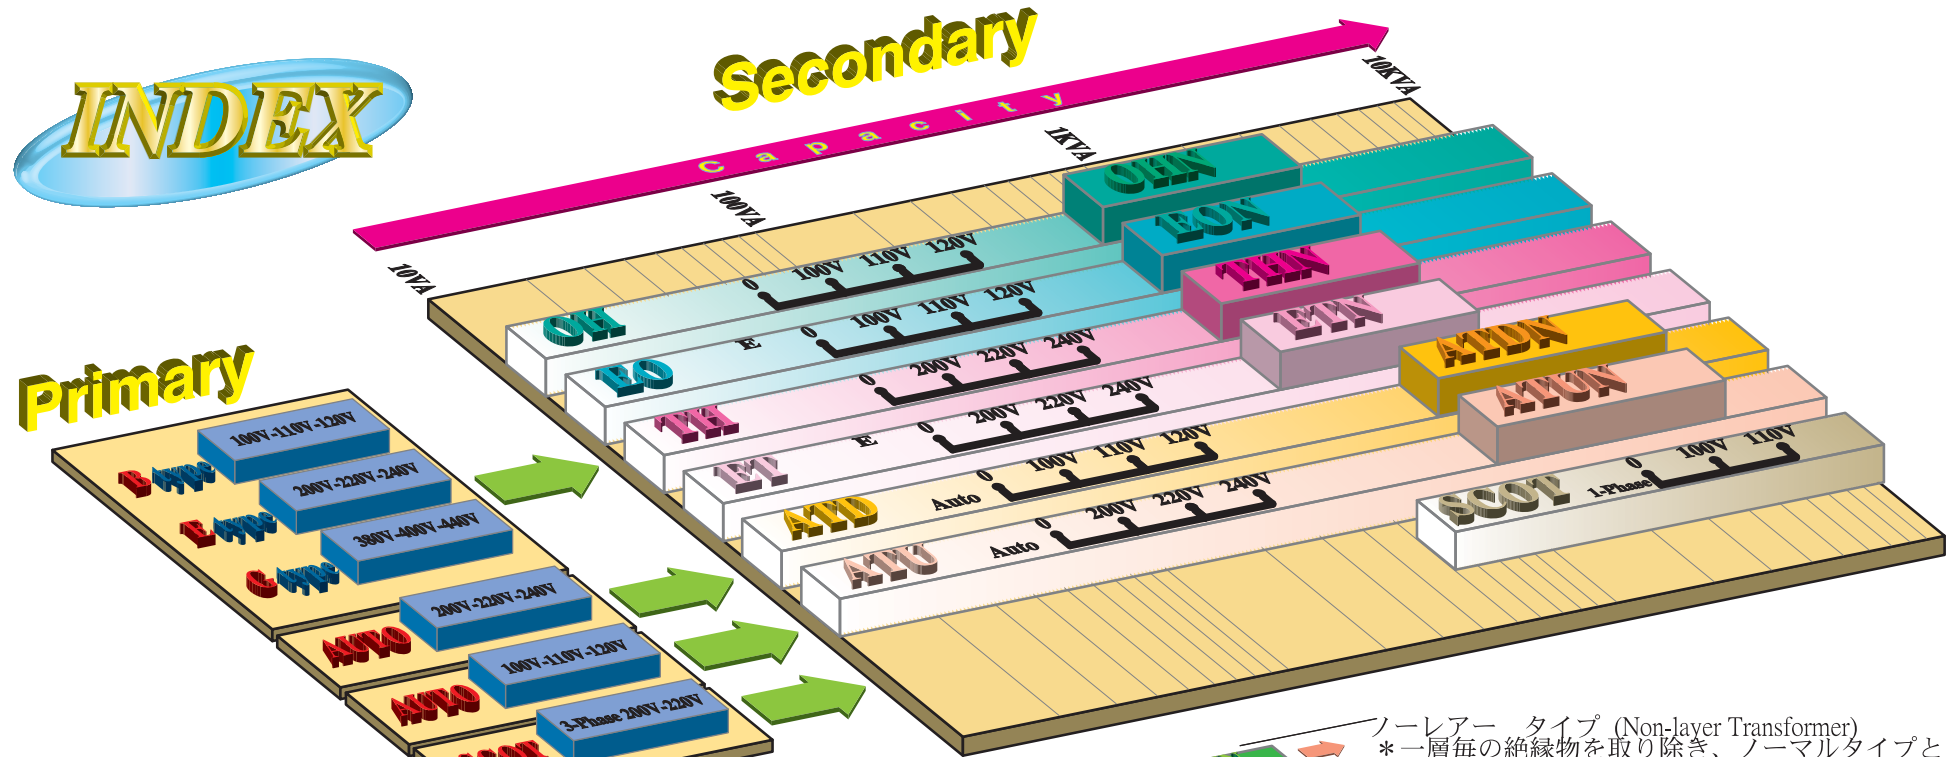 INDEX
Secondary
Capacity
10VA
100VA
1KVA
10KVA
OHN
OH
0 100V 110V 120V
EON
EO
E 0 100V 110V 120V
THN
TH
0 200V 220V 240V
ETN
ET
E 0 200V 220V 240V
ATDN
ATD
Auto 0 100V 110V 120V
ATUN
ATU
Auto 0 200V 220V 240V
SCOT
1-Phase 0 100V 110V
Primary
B type 100V-110V-120V
E type 200V-220V-240V
G type 380V-400V-440V
AUTO 200V-220V-240V
AUTO 100V-110V-120V
SCOT 3-Phase 200V-220V
ノーレアー タイプ (Non-layer Transformer)
*一層毎の絶縁物を取り除き、ノーマルタイプと